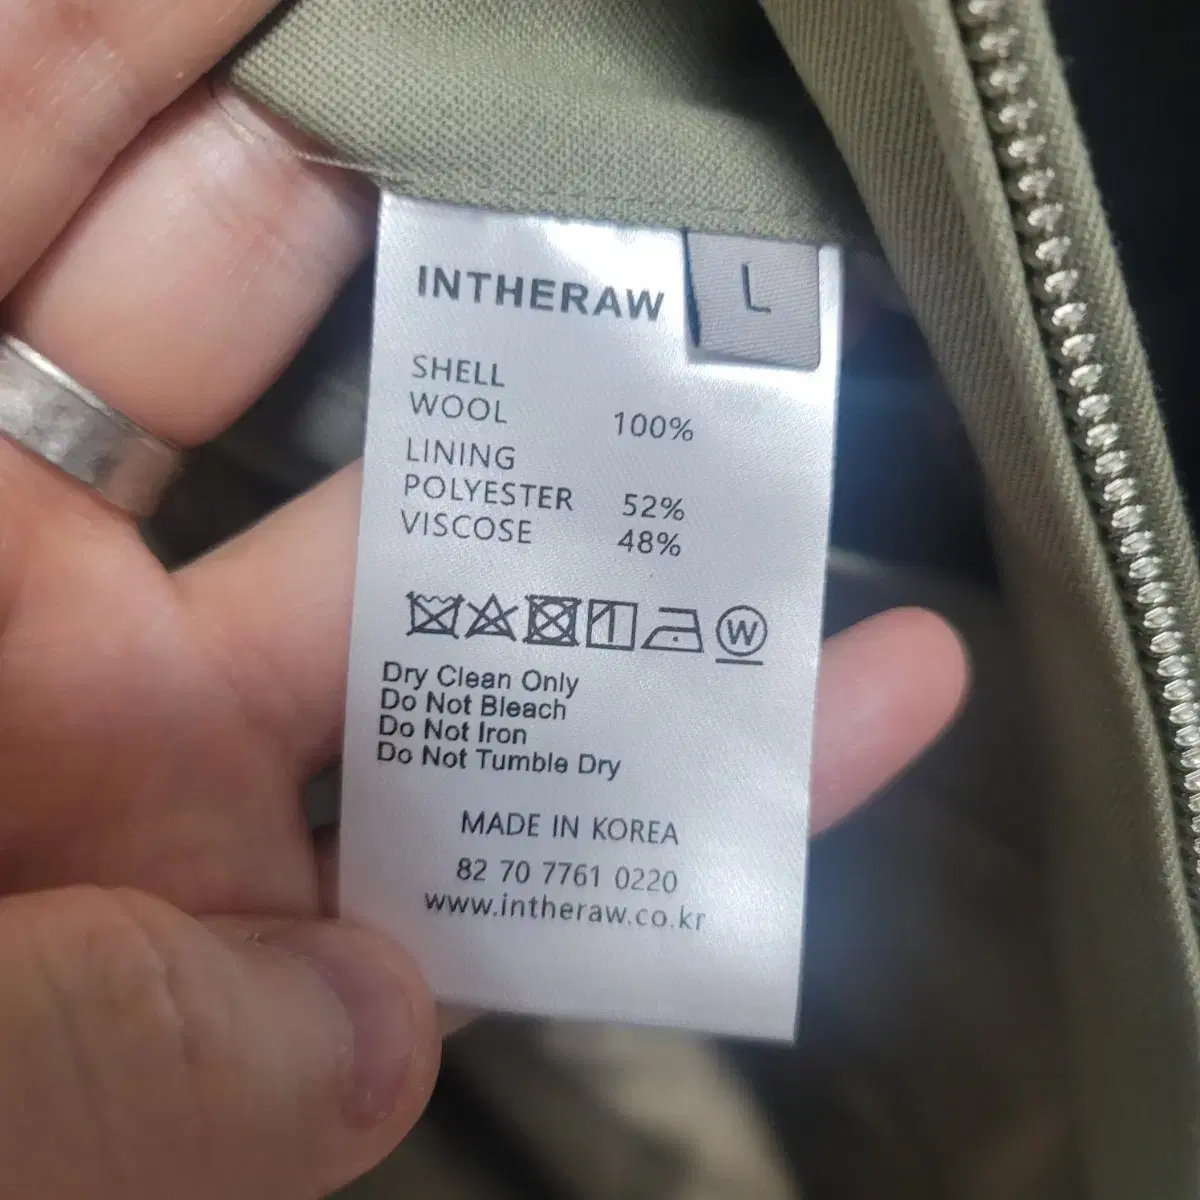 INTHERAW
L
SHELL
WOOL 100%
LINING
POLYESTER 52%
VISCOSE 48%
W
Dry Clean Only
Do Not Bleach
Do Not Iron
Do Not Tumble Dry
MADE IN KOREA
82 70 7761 0220
www.intheraw.co.kr